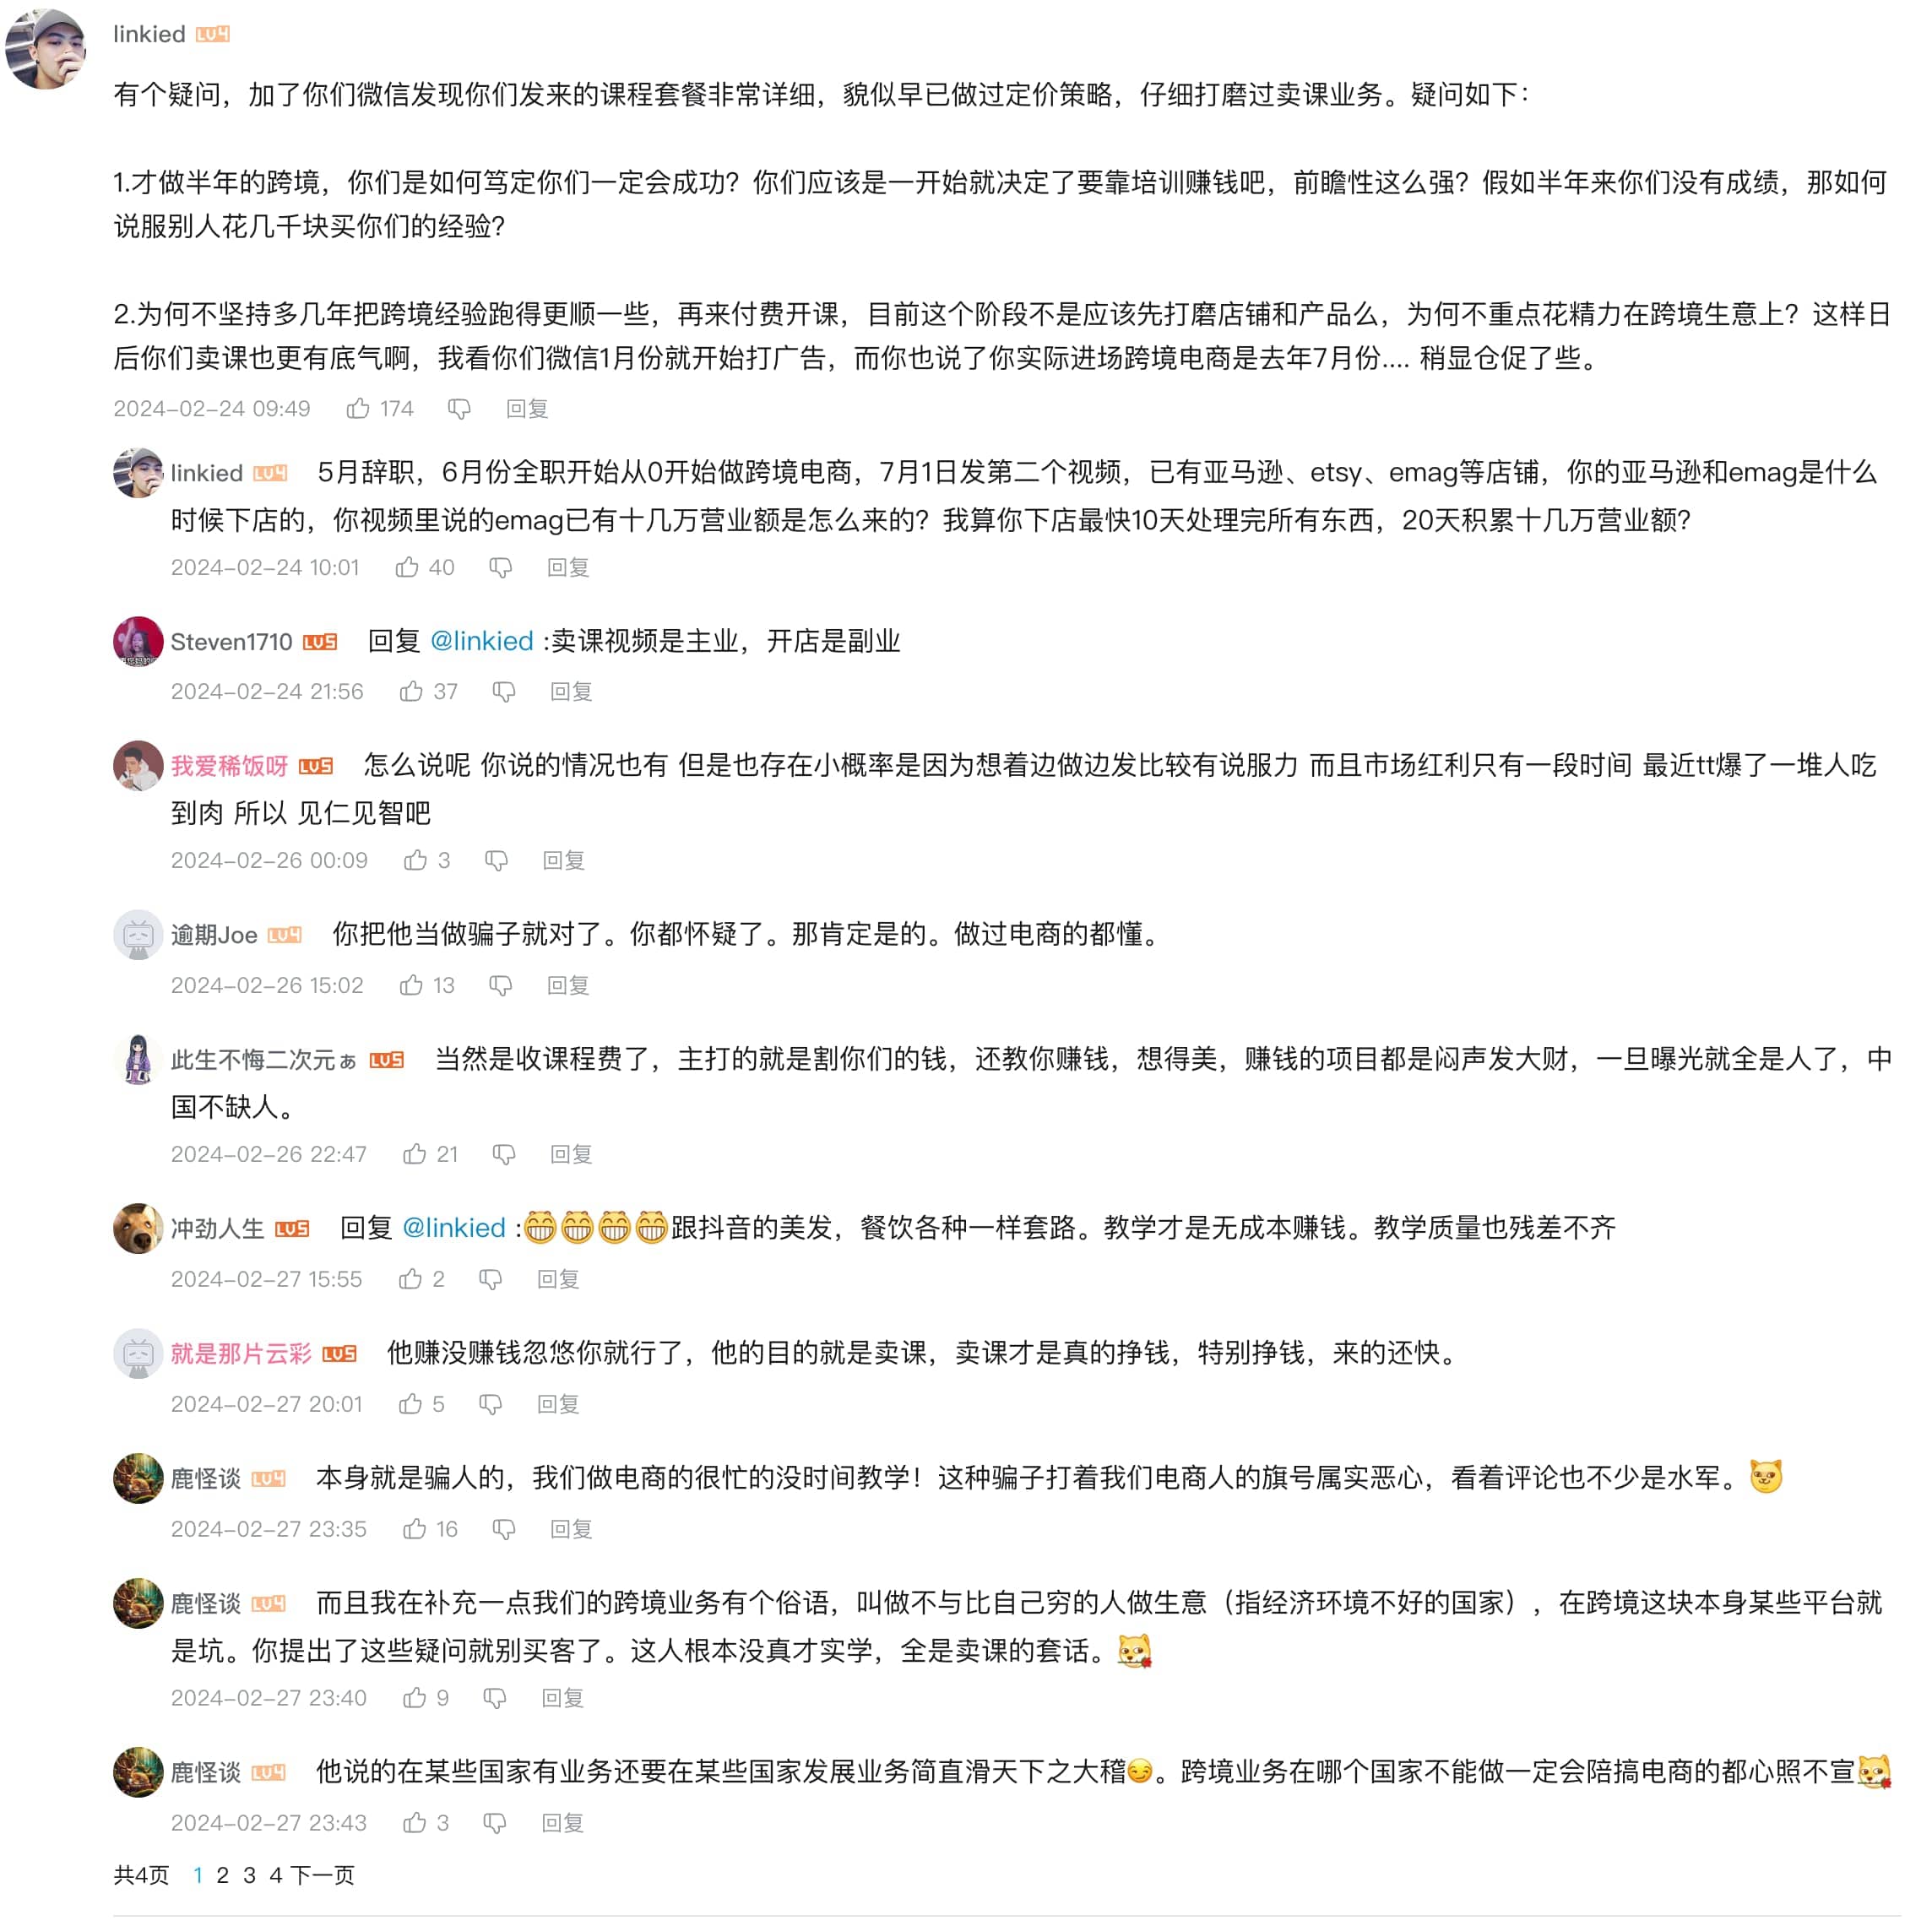 linkied LV4
有个疑问，加了你们微信发现你们发来的课程套餐非常详细，貌似早已做过定价策略，仔细打磨过卖课业务。疑问如下：
1.才做半年的跨境，你们是如何笃定你们一定会成功？你们应该是一开始就决定了要靠培训赚钱吧，前瞻性这么强？假如半年来你们没有成绩，那如何
说服别人花几千块买你们的经验？
2.为何不坚持多几年把跨境经验跑得更顺一些，再来付费开课，目前这个阶段不是应该先打磨店铺和产品么，为何不重点花精力在跨境生意上？这样日
后你们卖课也更有底气啊，我看你们微信1月份就开始打广告，而你也说了你实际进场跨境电商是去年7月份.... 稍显仓促了些。
2024-02-24 09:49 174 回复
linkied LV4 5月辞职，6月份全职开始从0开始做跨境电商，7月1日发第二个视频，已有亚马逊、etsy、emag等店铺，你的亚马逊和emag是什么
时候下店的，你视频里说的emag已有十几万营业额是怎么来的？我算你下店最快10天处理完所有东西，20天积累十几万营业额？
2024-02-24 10:01 40 回复
Steven1710 LV5 回复 @linkied :卖课视频是主业，开店是副业
2024-02-24 21:56 37 回复
我爱稀饭呀 LV5 怎么说呢 你说的情况也有 但是也存在小概率是因为想着边做边发比较有说服力 而且市场红利只有一段时间 最近tt爆了一堆人吃
到肉 所以 见仁见智吧
2024-02-26 00:09 3 回复
逾期Joe LV4 你把他当做骗子就对了。你都怀疑了。那肯定是的。做过电商的都懂。
2024-02-26 15:02 13 回复
此生不悔二次元ぁ LV5 当然是收课程费了，主打的就是割你们的钱，还教你赚钱，想得美，赚钱的项目都是闷声发大财，一旦曝光就全是人了，中
国不缺人。
2024-02-26 22:47 21 回复
冲劲人生 LV5 回复 @linkied :😁😁😁😁跟抖音的美发，餐饮各种一样套路。教学才是无成本赚钱。教学质量也残差不齐
2024-02-27 15:55 2 回复
就是那片云彩 LV5 他赚没赚钱忽悠你就行了，他的目的就是卖课，卖课才是真的挣钱，特别挣钱，来的还快。
2024-02-27 20:01 5 回复
鹿怪谈 LV4 本身就是骗人的，我们做电商的很忙的没时间教学！这种骗子打着我们电商人的旗号属实恶心，看着评论也不少是水军。
2024-02-27 23:35 16 回复
鹿怪谈 LV4 而且我在补充一点我们的跨境业务有个俗语，叫做不与比自己穷的人做生意（指经济环境不好的国家），在跨境这块本身某些平台就
是坑。你提出了这些疑问就别买客了。这人根本没真才实学，全是卖课的套话。
2024-02-27 23:40 9 回复
鹿怪谈 LV4 他说的在某些国家有业务还要在某些国家发展业务简直滑天下之大稽😏。跨境业务在哪个国家不能做一定会陪搞电商的都心照不宣
2024-02-27 23:43 3 回复
共4页 1 2 3 4 下一页